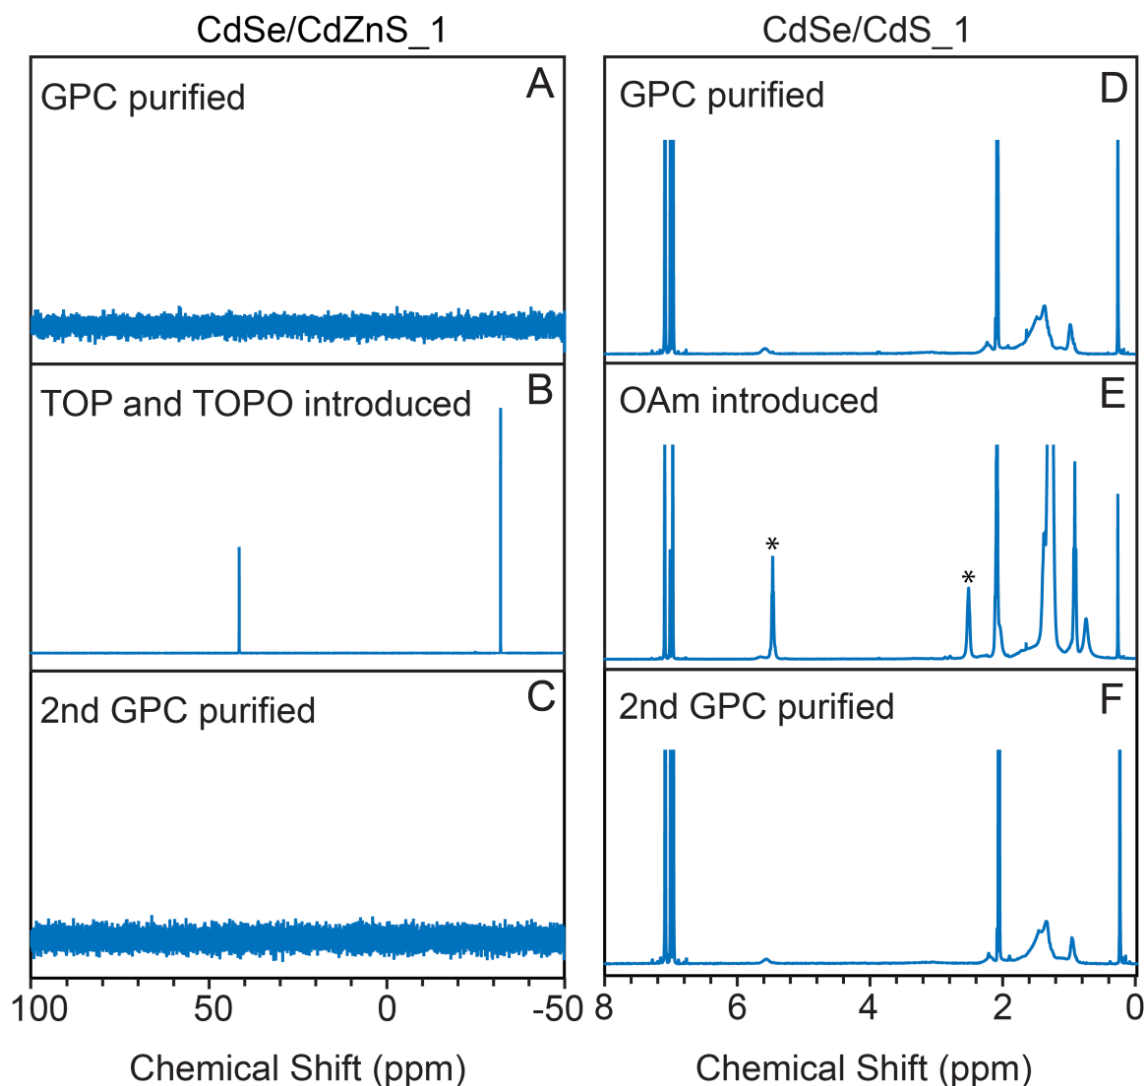 CdSe/CdZnS_1
GPC purified
A
TOP and TOPO introduced
B
2nd GPC purified
C
100 50 0 -50
Chemical Shift (ppm)
CdSe/CdS_1
GPC purified
D
OAm introduced
E
*
*
2nd GPC purified
F
8 6 4 2 0
Chemical Shift (ppm)